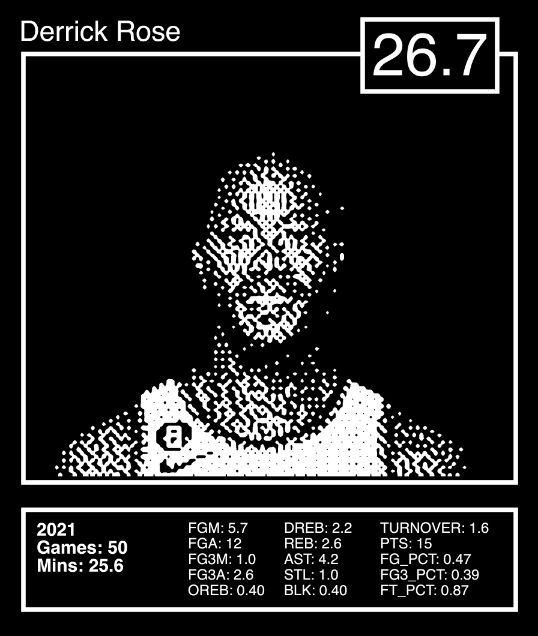 Derrick Rose
26.7
2021
Games: 50
Mins: 25.6
FGM: 5.7
FGA: 12
FG3M: 1.0
FG3A: 2.6
OREB: 0.40
DREB: 2.2
REB: 2.6
AST: 4.2
STL: 1.0
BLK: 0.40
TURNOVER: 1.6
PTS: 15
FG_PCT: 0.47
FG3_PCT: 0.39
FT_PCT: 0.87